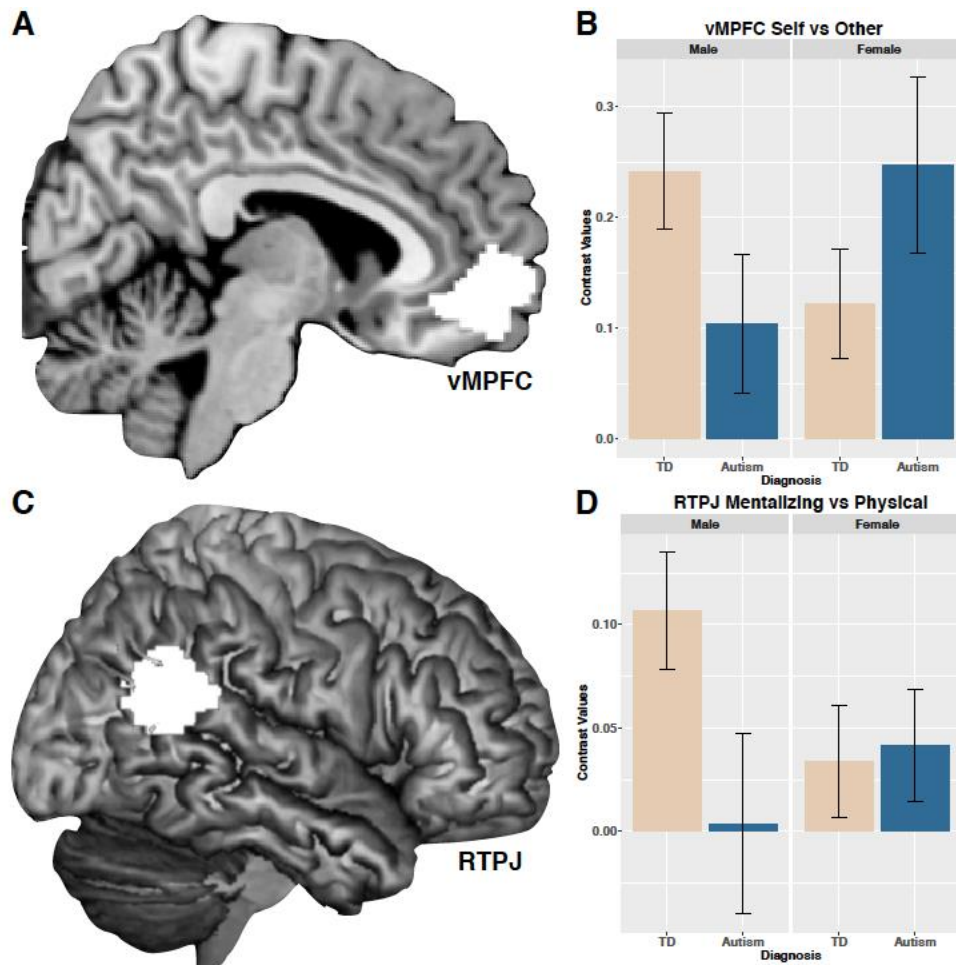 A
vMPFC
B
vMPFC Self vs Other
Male Female
Contrast Values
0.3
0.2
0.1
0.0
TD Autism TD Autism
Diagnosis
C
RTPJ
D
RTPJ Mentalizing vs Physical
Male Female
Contrast Values
0.10
0.05
0.00
TD Autism TD Autism
Diagnosis